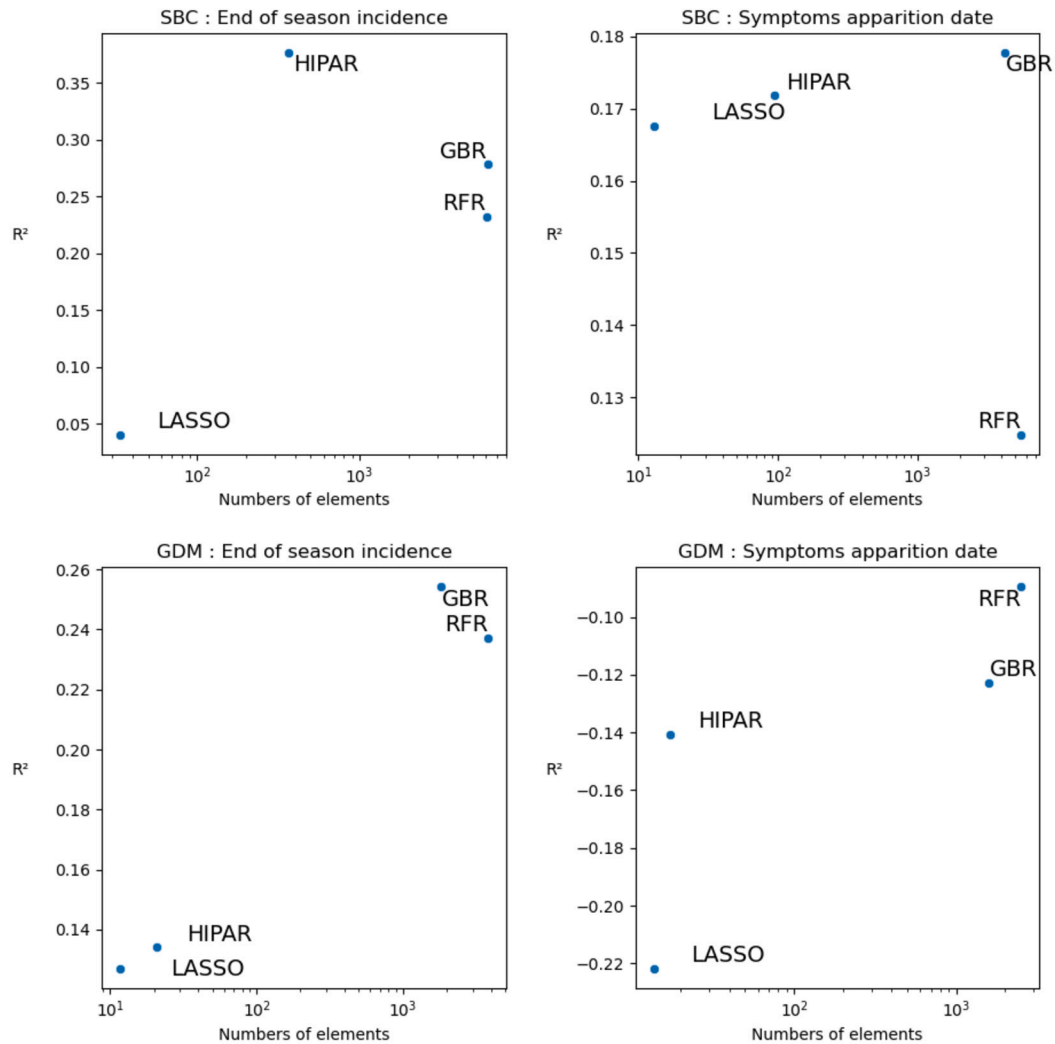 SBC : End of season incidence
HIPAR
GBR
RFR
LASSO
0.35
0.30
0.25
0.20
0.15
0.10
0.05
R²
10² 10³
Numbers of elements
SBC : Symptoms apparition date
GBR
HIPAR
LASSO
RFR
0.18
0.17
0.16
0.15
0.14
0.13
R²
10¹ 10² 10³
Numbers of elements
GDM : End of season incidence
GBR
RFR
HIPAR
LASSO
0.26
0.24
0.22
0.20
0.18
0.16
0.14
R²
10¹ 10² 10³
Numbers of elements
GDM : Symptoms apparition date
RFR
GBR
HIPAR
LASSO
−0.10
−0.12
−0.14
−0.16
−0.18
−0.20
−0.22
R²
10² 10³
Numbers of elements